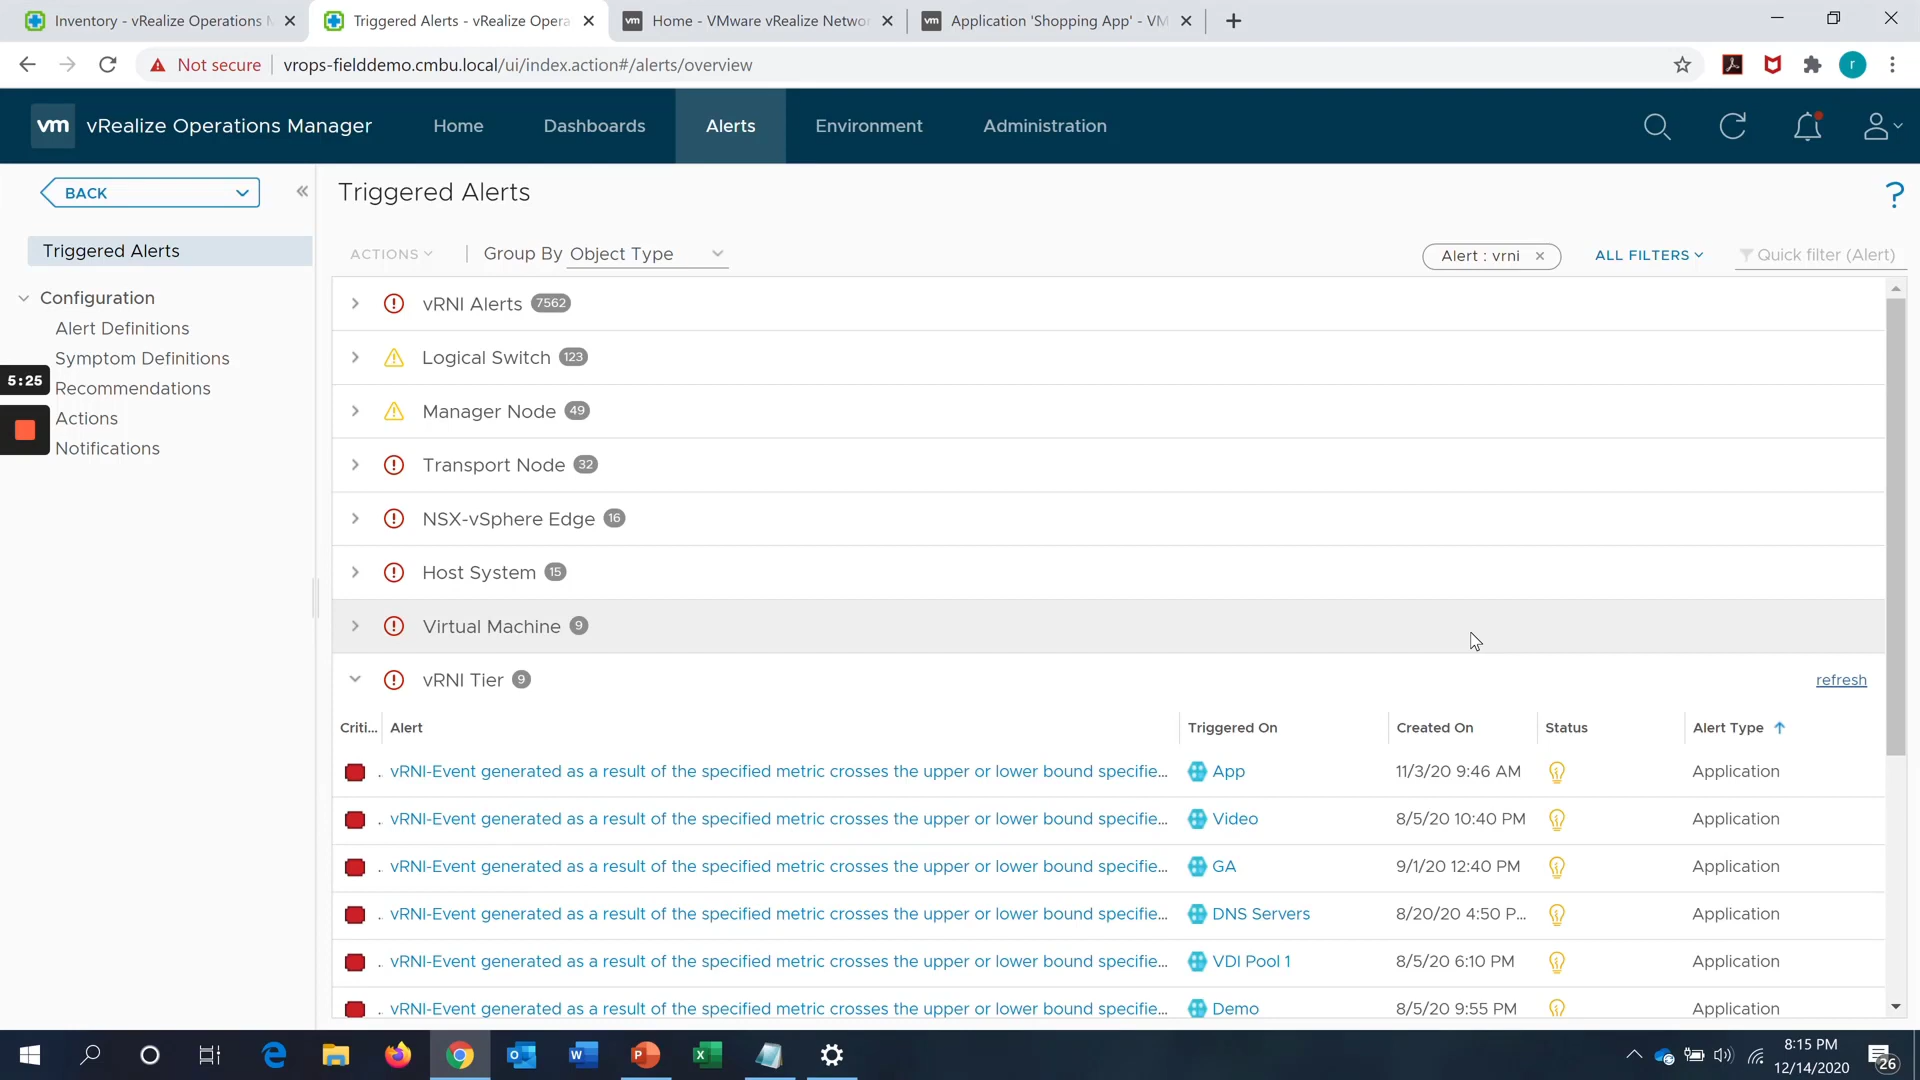 Inventory - vRealize Operations M
Triggered Alerts - vRealize Opera
vm Home - VMware vRealize Networ
vm Application 'Shopping App' - VM
Not secure vrops-fielddemo.cmbu.local/ui/index.action#/alerts/overview
r
vm vRealize Operations Manager Home Dashboards Alerts Environment Administration
BACK
Triggered Alerts
?
Triggered Alerts
ACTIONS Group By Object Type Alert : vrni ALL FILTERS Quick filter (Alert)
Configuration
Alert Definitions
Symptom Definitions
5:25
Recommendations
Actions
Notifications
vRNI Alerts 7562
Logical Switch 123
Manager Node 49
Transport Node 32
NSX-vSphere Edge 16
Host System 15
Virtual Machine 9
vRNI Tier 9 refresh
Criti... Alert Triggered On Created On Status Alert Type
. vRNI-Event generated as a result of the specified metric crosses the upper or lower bound specifie... App 11/3/20 9:46 AM Application
. vRNI-Event generated as a result of the specified metric crosses the upper or lower bound specifie... Video 8/5/20 10:40 PM Application
. vRNI-Event generated as a result of the specified metric crosses the upper or lower bound specifie... GA 9/1/20 12:40 PM Application
. vRNI-Event generated as a result of the specified metric crosses the upper or lower bound specifie... DNS Servers 8/20/20 4:50 P... Application
. vRNI-Event generated as a result of the specified metric crosses the upper or lower bound specifie... VDI Pool 1 8/5/20 6:10 PM Application
. vRNI-Event generated as a result of the specified metric crosses the upper or lower bound specifie... Demo 8/5/20 9:55 PM Application
8:15 PM
12/14/2020
26